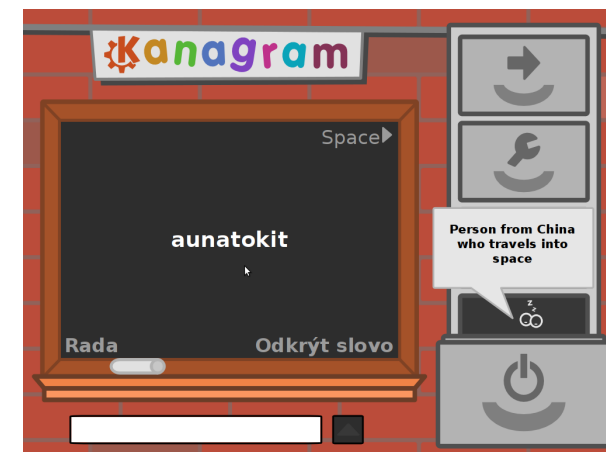 Kanagram
Space
aunatokit
Rada
Odkrýt slovo
Person from China
who travels into
space
z
z